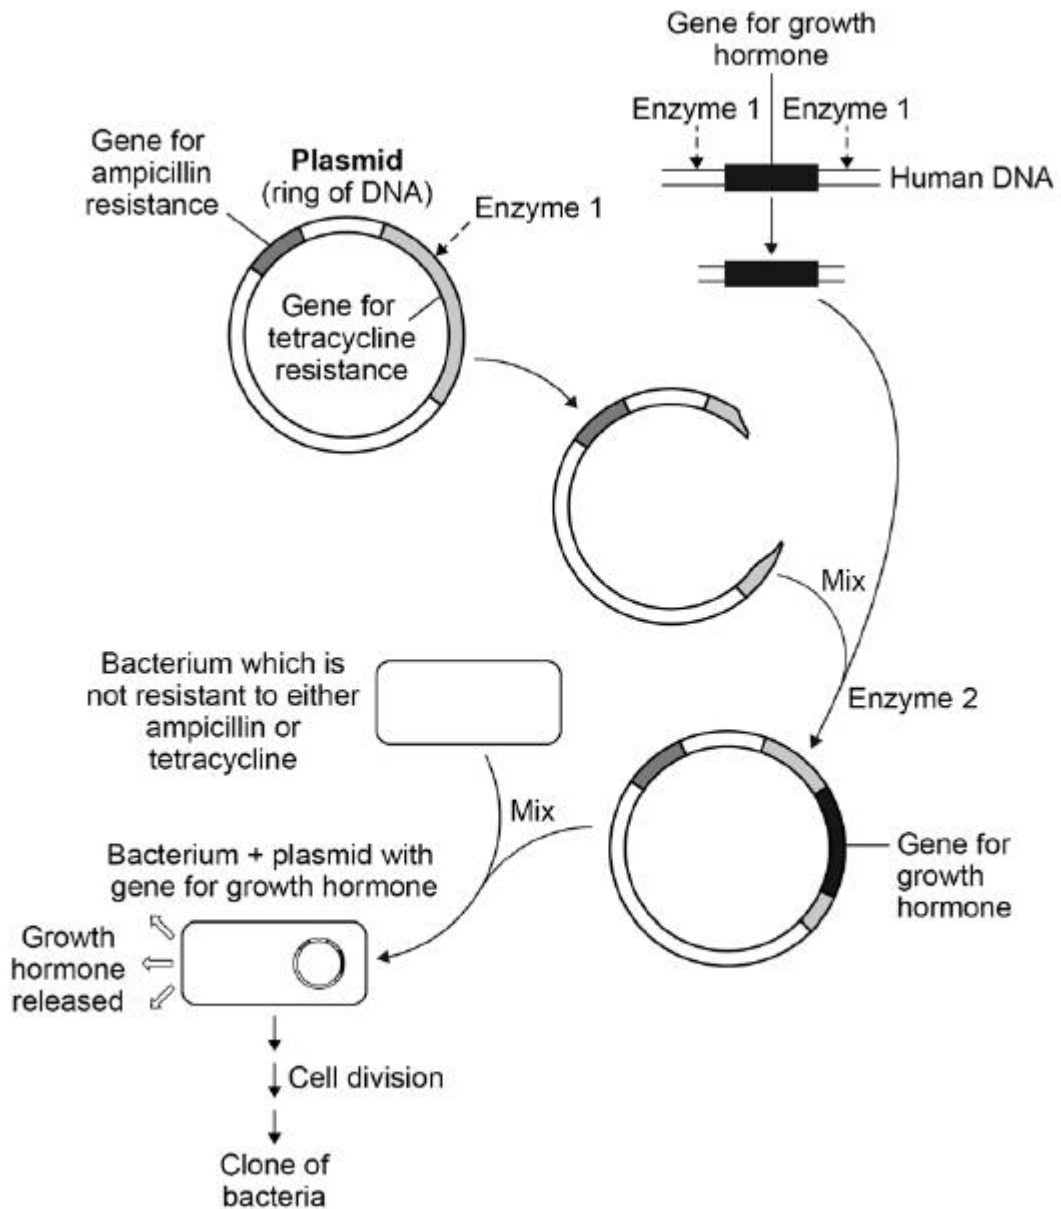 Gene for growth
hormone
Enzyme 1 Enzyme 1
Human DNA
Gene for
ampicillin
resistance
Plasmid
(ring of DNA)
Enzyme 1
Gene for
tetracycline
resistance
Mix
Enzyme 2
Bacterium which is
not resistant to either
ampicillin or
tetracycline
Mix
Gene for
growth
hormone
Bacterium + plasmid with
gene for growth hormone
Growth
hormone
released
Cell division
Clone of
bacteria